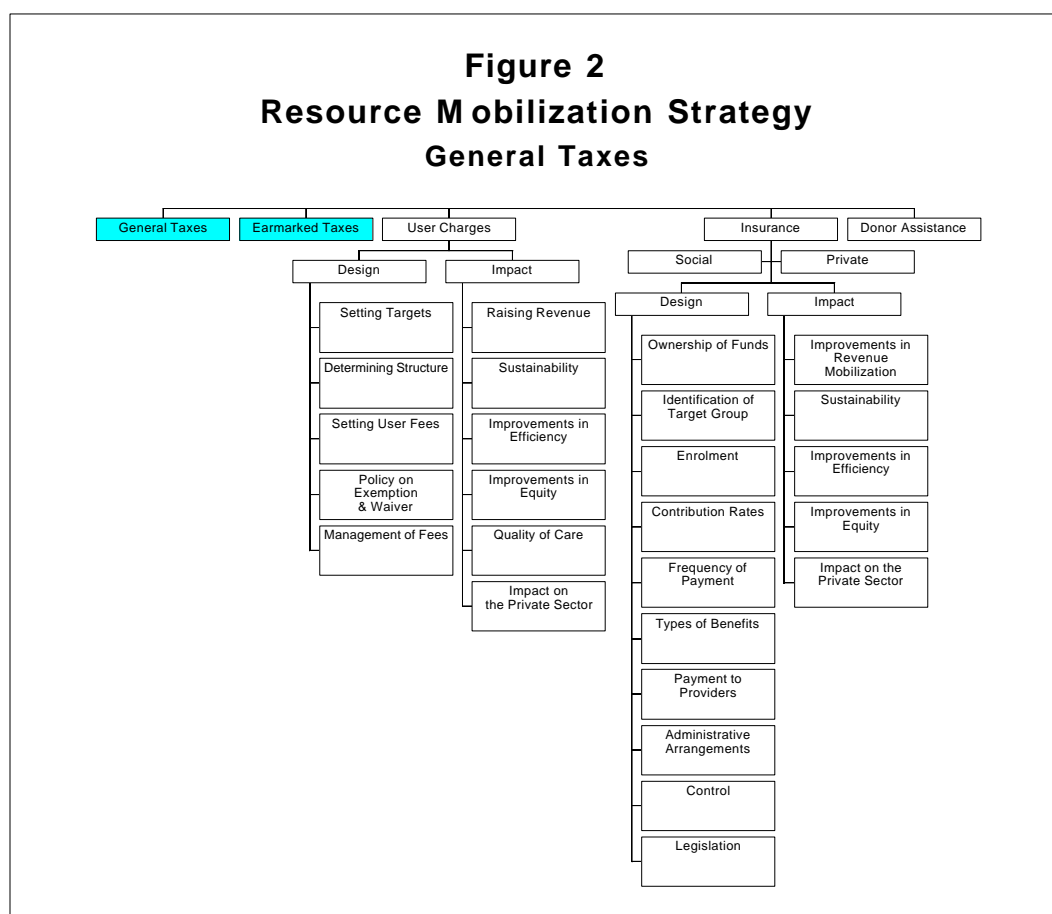 Figure 2
Resource Mobilization Strategy
General Taxes
General Taxes
Earmarked Taxes
User Charges
Insurance
Donor Assistance
Social
Private
Design
Impact
Design
Impact
Setting Targets
Determining Structure
Setting User Fees
Policy on
Exemption
& Waiver
Management of Fees
Raising Revenue
Sustainability
Improvements in
Efficiency
Improvements in
Equity
Quality of Care
Impact on
the Private Sector
Ownership of Funds
Identification of
Target Group
Enrolment
Contribution Rates
Frequency of
Payment
Types of Benefits
Payment to
Providers
Administrative
Arrangements
Control
Legislation
Improvements in
Revenue
Mobilization
Sustainability
Improvements in
Efficiency
Improvements in
Equity
Impact on the
Private Sector